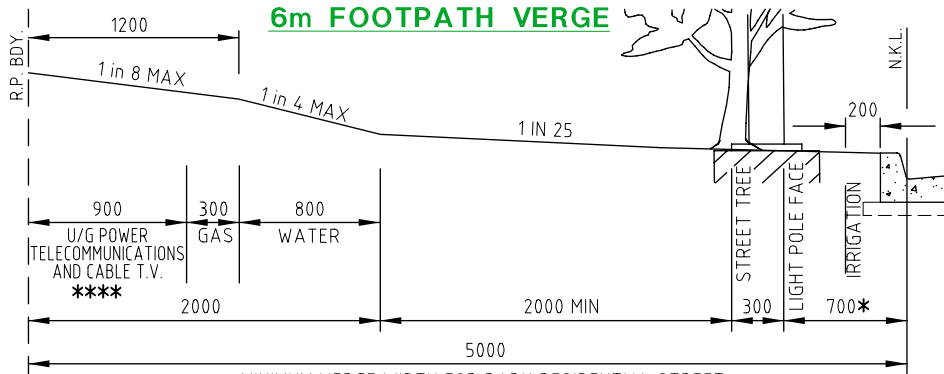 6m FOOTPATH VERGE
1200
R.P. BDY.
N.K.L.
1 in 8 MAX
1 in 4 MAX
1 IN 25
200
900
300
800
U/G POWER
TELECOMMUNICATIONS
AND CABLE T.V.
****
GAS
WATER
STREET TREE
LIGHT POLE FACE
IRRIGATION
2000
2000 MIN
300
700*
5000